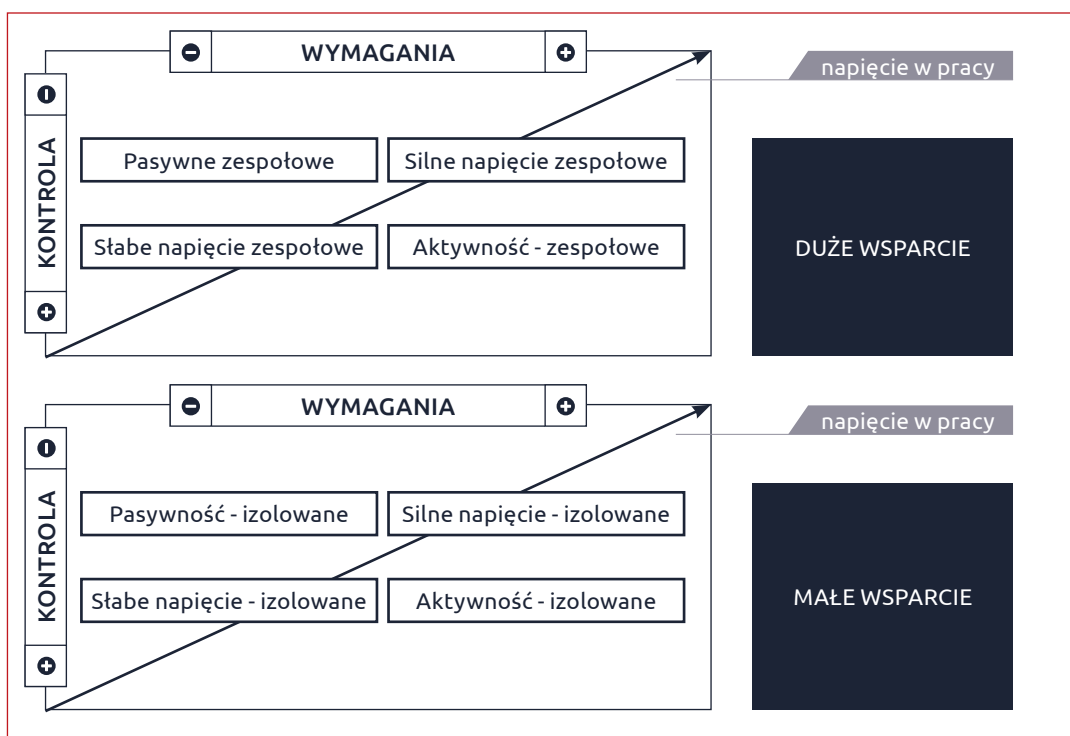 WYMAGANIA
napięcie w pracy
KONTROLA
Pasywne zespołowe
Silne napięcie zespołowe
Słabe napięcie zespołowe
Aktywność - zespołowe
DUŻE WSPARCIE
WYMAGANIA
napięcie w pracy
KONTROLA
Pasywność - izolowane
Silne napięcie - izolowane
Słabe napięcie - izolowane
Aktywność - izolowane
MAŁE WSPARCIE